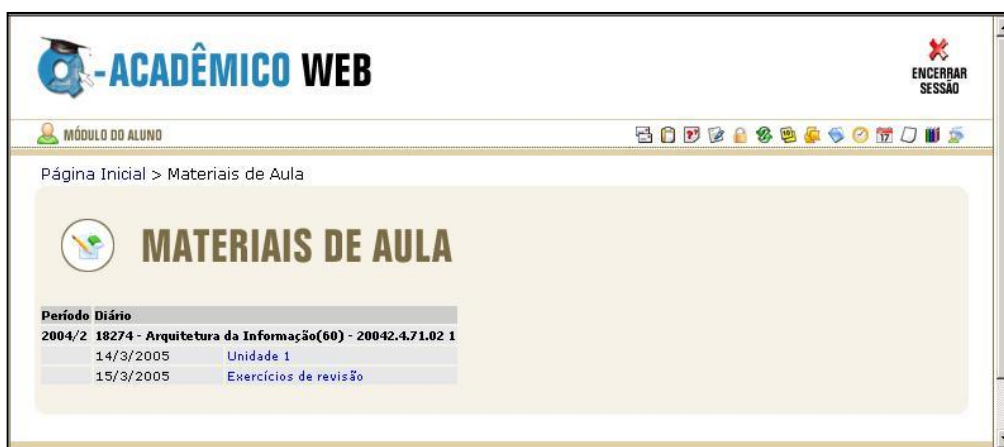 -ACADÊMICO WEB
ENCERRAR
SESSÃO
MÓDULO DO ALUNO
Página Inicial > Materiais de Aula
MATERIAIS DE AULA
Período Diário
2004/2 18274 - Arquitetura da Informação(60) - 20042.4.71.02 1
14/3/2005 Unidade 1
15/3/2005 Exercícios de revisão